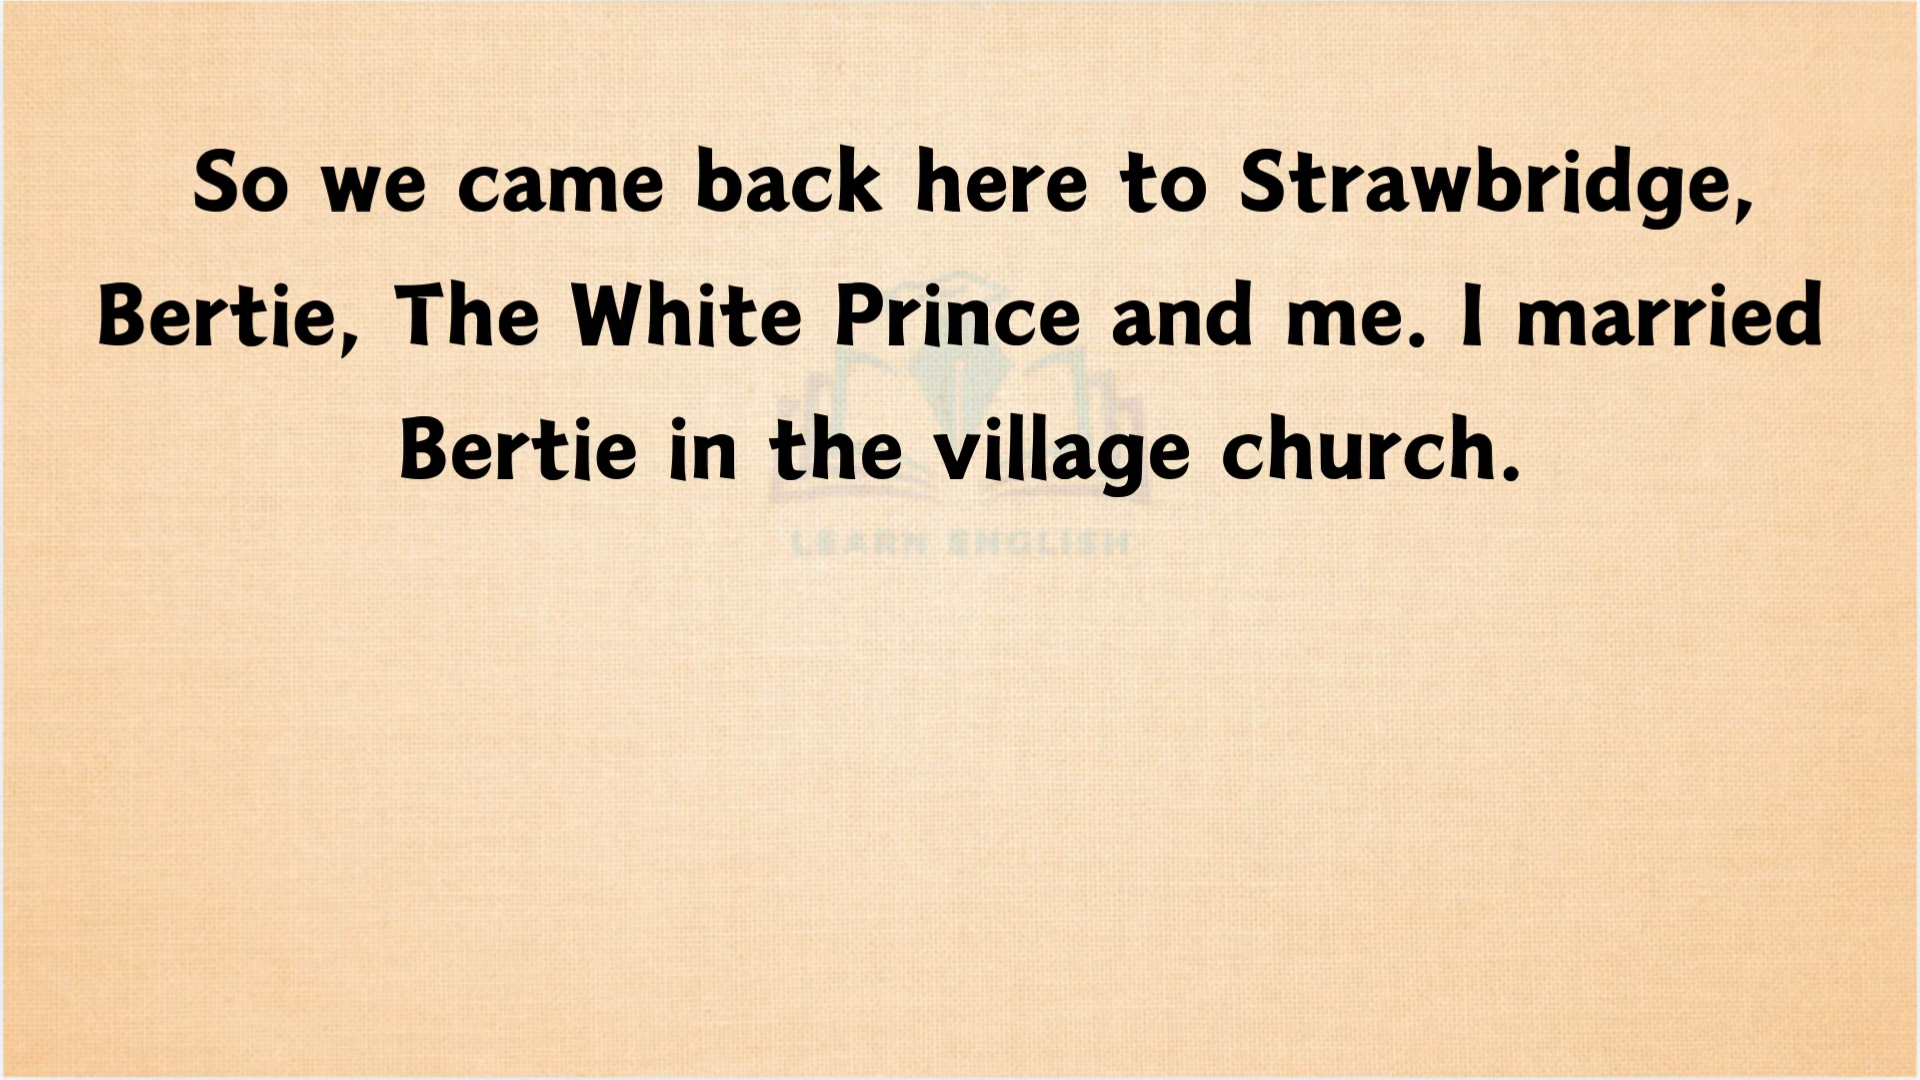 So we came back here to Strawbridge,
Bertie, The White Prince and me. I married
Bertie in the village church.
LEARN ENGLISH